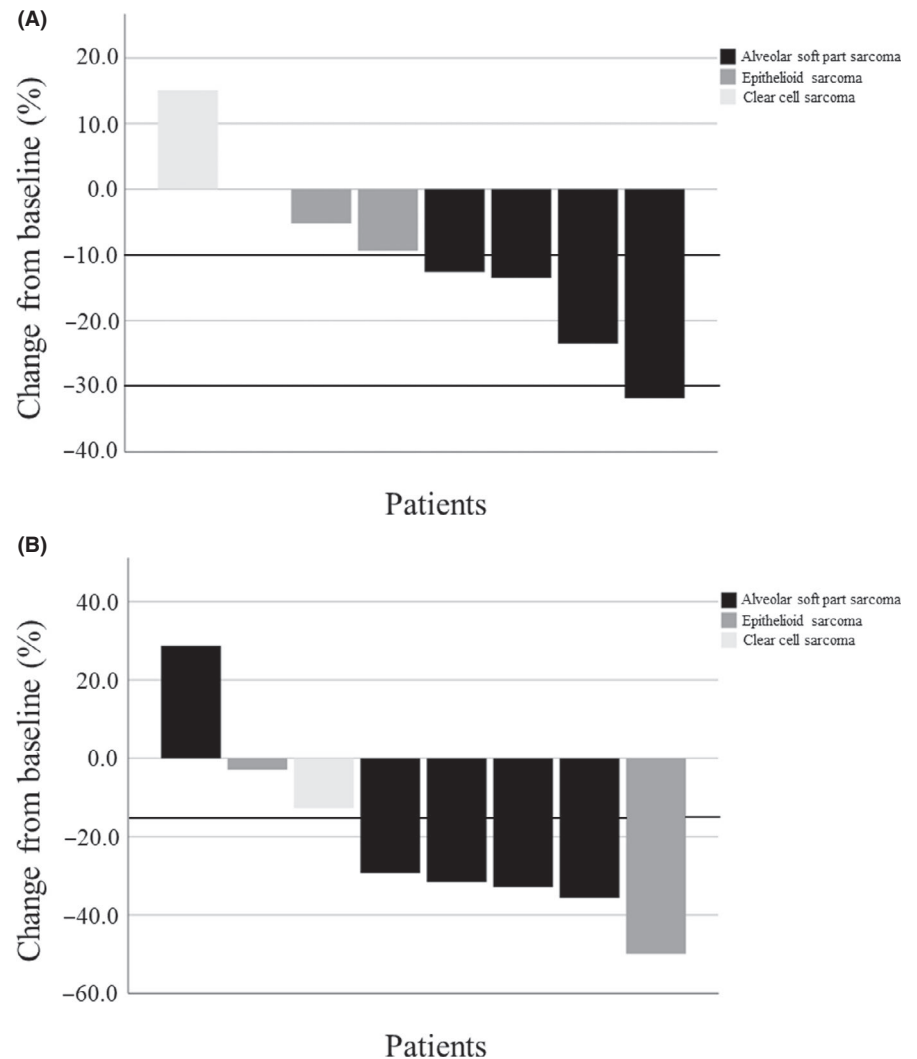 (A)
Change from baseline (%)
20.0
10.0
0.0
−10.0
−20.0
−30.0
−40.0
Patients
Alveolar soft part sarcoma
Epithelioid sarcoma
Clear cell sarcoma
(B)
Change from baseline (%)
40.0
20.0
0.0
−20.0
−40.0
−60.0
Patients
Alveolar soft part sarcoma
Epithelioid sarcoma
Clear cell sarcoma